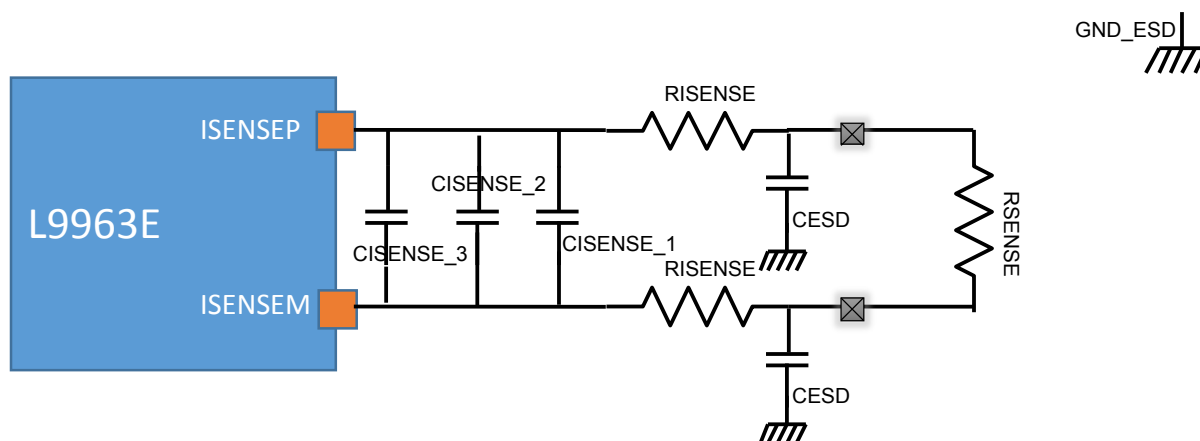 GND_ESD
RISENSE
ISENSEP
CISENSE_2
L9963E
CESD
RSENSE
CISENSE_1
CISENSE_3
RISENSE
ISENSEM
CESD